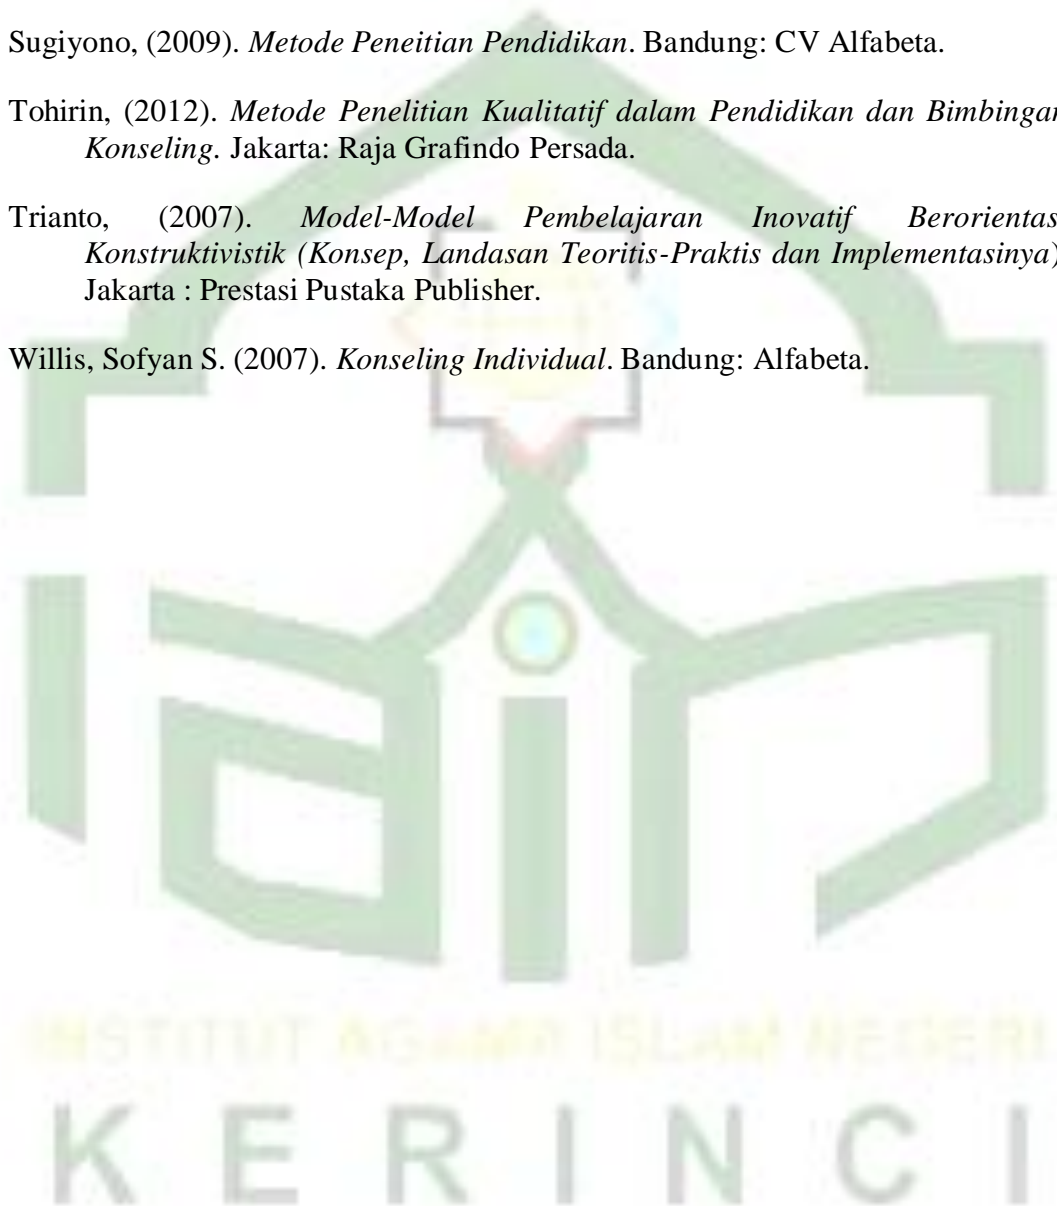 Sugiyono, (2009). Metode Peneitian Pendidikan. Bandung: CV Alfabeta.
Tohirin, (2012). Metode Penelitian Kualitatif dalam Pendidikan dan Bimbingan
Konseling. Jakarta: Raja Grafindo Persada.
Trianto, (2007). Model-Model Pembelajaran Inovatif Berorientas
Konstruktivistik (Konsep, Landasan Teoritis-Praktis dan Implementasinya)
Jakarta : Prestasi Pustaka Publisher.
Willis, Sofyan S. (2007). Konseling Individual. Bandung: Alfabeta.
INSTITUT AGAMA ISLAM NEGERI
KERINCI